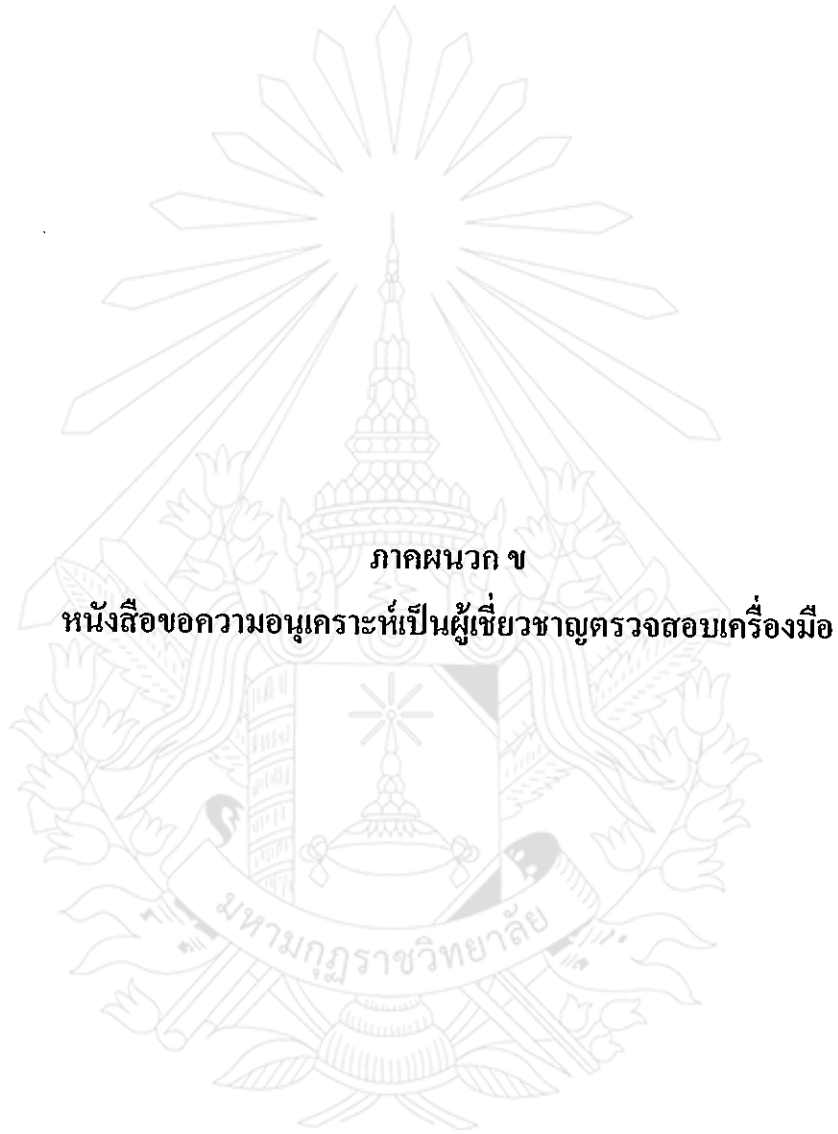 ภาคผนวก ข
หนังสือขอความอนุเคราะห์เป็นผู้เชี่ยวชาญตรวจสอบเครื่องมือ
มหามกุฏราชวิทยาลัย